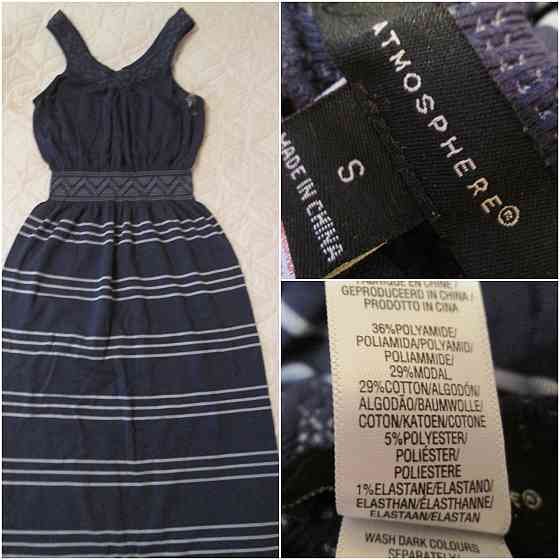 ATMOSPHERE®
S
MADE IN CHINA
FABRIQUÉ EN CHINE /
GEPRODUCEERD IN CHINA /
PRODOTTO IN CINA
36%POLYAMIDE/
POLIAMIDA/POLYAMID/
POLIAMMIDE/
29%MODAL.
29%COTTON/ALGODÓN/
ALGODÃO/BAUMWOLLE/
COTON/KATOEN/COTONE
5%POLYESTER/
POLIÉSTER/
POLIESTERE
1%ELASTANE/ELASTANO/
ELASTHAN/ÉLASTHANNE/
ELASTAAN/ELASTAN
WASH DARK COLOURS
SEPARATELY/
®